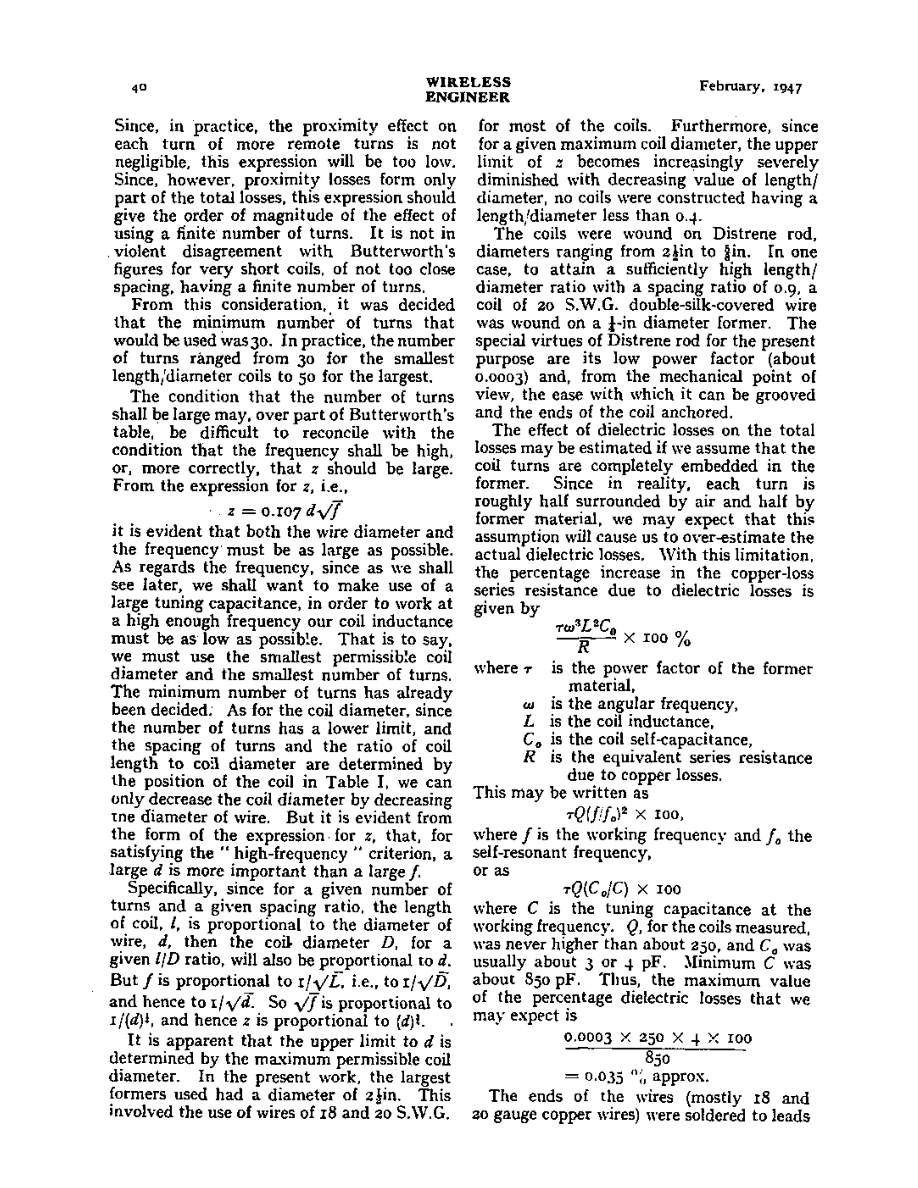 40
WIRELESS
ENGINEER
February, 1947
Since, in practice, the proximity effect on
each turn of more remote turns is not
negligible, this expression will be too low.
Since, however, proximity losses form only
part of the total losses, this expression should
give the order of magnitude of the effect of
using a finite number of turns. It is not in
violent disagreement with Butterworth's
figures for very short coils, of not too close
spacing, having a finite number of turns.
From this consideration, it was decided
that the minimum number of turns that
would be used was 30. In practice, the number
of turns ranged from 30 for the smallest
length/diameter coils to 50 for the largest.
The condition that the number of turns
shall be large may, over part of Butterworth's
table, be difficult to reconcile with the
condition that the frequency shall be high,
or, more correctly, that z should be large.
From the expression for z, i.e.,
z = 0.107 d√f
it is evident that both the wire diameter and
the frequency must be as large as possible.
As regards the frequency, since as we shall
see later, we shall want to make use of a
large tuning capacitance, in order to work at
a high enough frequency our coil inductance
must be as low as possible. That is to say,
we must use the smallest permissible coil
diameter and the smallest number of turns.
The minimum number of turns has already
been decided. As for the coil diameter, since
the number of turns has a lower limit, and
the spacing of turns and the ratio of coil
length to coil diameter are determined by
the position of the coil in Table I, we can
only decrease the coil diameter by decreasing
the diameter of wire. But it is evident from
the form of the expression for z, that, for
satisfying the " high-frequency " criterion, a
large d is more important than a large f.
Specifically, since for a given number of
turns and a given spacing ratio, the length
of coil, l, is proportional to the diameter of
wire, d, then the coil diameter D, for a
given l/D ratio, will also be proportional to d.
But f is proportional to 1/√L, i.e., to 1/√D,
and hence to 1/√d. So √f is proportional to
1/(d)¼, and hence z is proportional to (d)¾.
It is apparent that the upper limit to d is
determined by the maximum permissible coil
diameter. In the present work, the largest
formers used had a diameter of 2½in. This
involved the use of wires of 18 and 20 S.W.G.
for most of the coils. Furthermore, since
for a given maximum coil diameter, the upper
limit of z becomes increasingly severely
diminished with decreasing value of length/
diameter, no coils were constructed having a
length/diameter less than 0.4.
The coils were wound on Distrene rod,
diameters ranging from 2½in to in. In one
case, to attain a sufficiently high length/
diameter ratio with a spacing ratio of 0.9, a
coil of 20 S.W.G. double-silk-covered wire
was wound on a -in diameter former. The
special virtues of Distrene rod for the present
purpose are its low power factor (about
0.0003) and, from the mechanical point of
view, the ease with which it can be grooved
and the ends of the coil anchored.
The effect of dielectric losses on the total
losses may be estimated if we assume that the
coil turns are completely embedded in the
former. Since in reality, each turn is
roughly half surrounded by air and half by
former material, we may expect that this
assumption will cause us to over-estimate the
actual dielectric losses. With this limitation,
the percentage increase in the copper-loss
series resistance due to dielectric losses is
given by
τω³L²C₀
R × 100 %
where τ is the power factor of the former
material,
ω is the angular frequency,
L is the coil inductance,
C₀ is the coil self-capacitance,
R is the equivalent series resistance
due to copper losses.
This may be written as
τQ(f/f₀)² × 100,
where f is the working frequency and f₀ the
self-resonant frequency,
or as
τQ(C₀/C) × 100
where C is the tuning capacitance at the
working frequency. Q, for the coils measured,
was never higher than about 250, and C₀ was
usually about 3 or 4 pF. Minimum C was
about 850 pF. Thus, the maximum value
of the percentage dielectric losses that we
may expect is
0.0003 × 250 × 4 × 100
850
= 0.035 % approx.
The ends of the wires (mostly 18 and
20 gauge copper wires) were soldered to leads